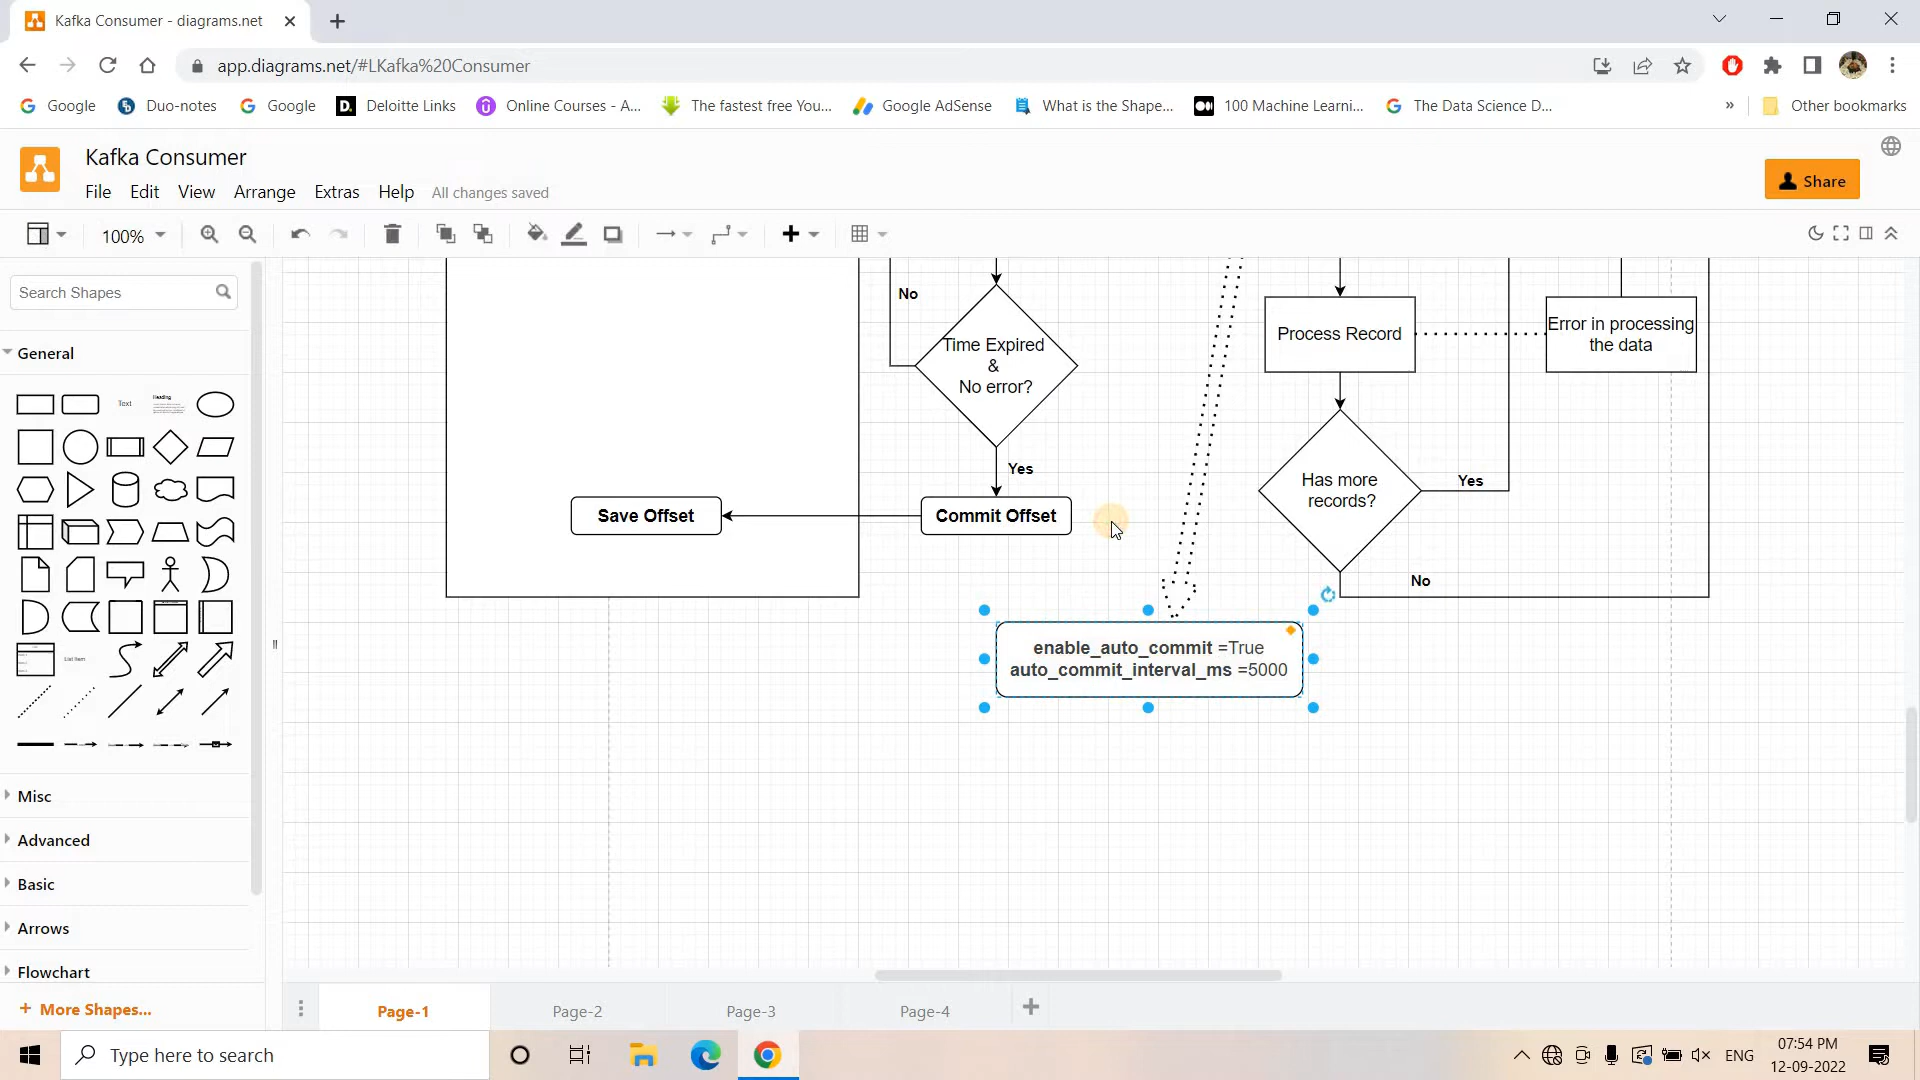 Kafka Consumer - diagrams.net
app.diagrams.net/#LKafka%20Consumer
Google
Duo-notes
Google
Deloitte Links
Online Courses - A...
The fastest free You...
Google AdSense
What is the Shape...
100 Machine Learni...
The Data Science D...
»
Other bookmarks
Kafka Consumer
File
Edit
View
Arrange
Extras
Help
All changes saved
Share
100%
Search Shapes
General
Text
Heading
List Item
Misc
Advanced
Basic
Arrows
Flowchart
+ More Shapes...
No
Time Expired
&
No error?
Yes
Save Offset
Commit Offset
Process Record
Error in processing
the data
Has more
records?
Yes
No
enable_auto_commit =True
auto_commit_interval_ms =5000
Page-1
Page-2
Page-3
Page-4
Type here to search
ENG
07:54 PM
12-09-2022